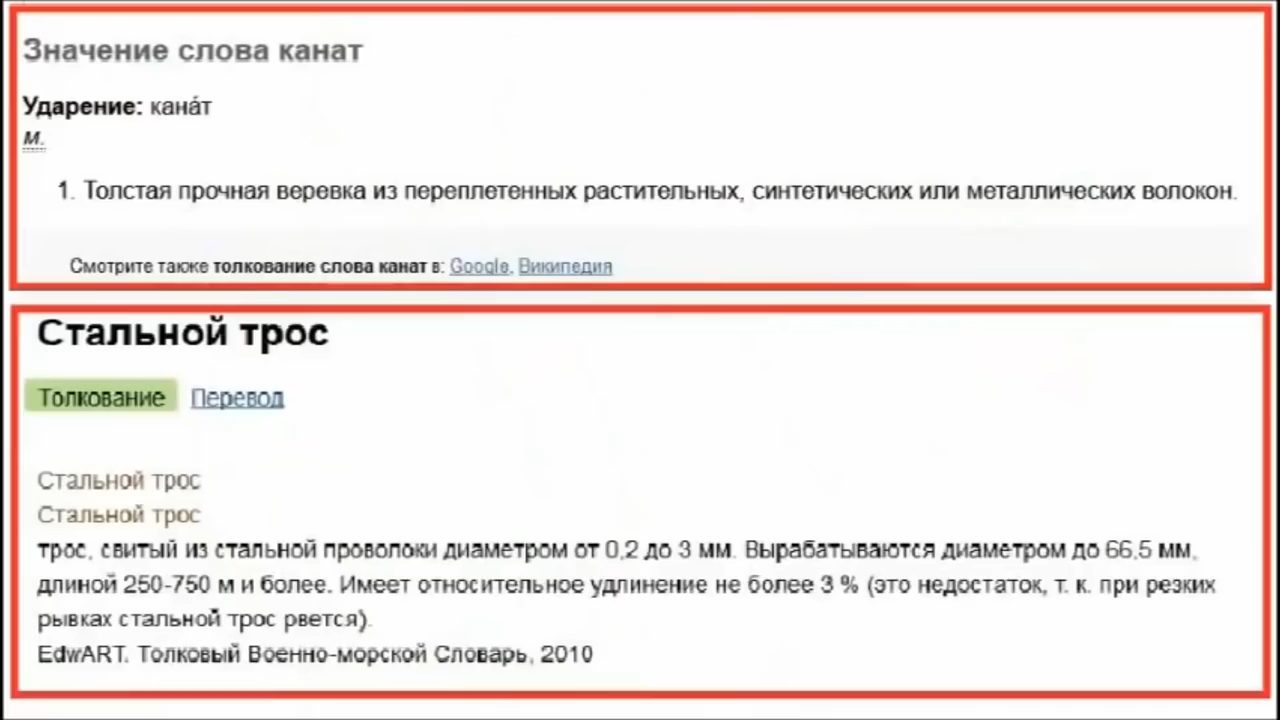 Значение слова канат
Ударение: кана́т
м.
1. Толстая прочная веревка из переплетенных растительных, синтетических или металлических волокон.
Смотрите также толкование слова канат в: Google, Википедия
Стальной трос
Толкование Перевод
Стальной трос
Стальной трос
трос, свитый из стальной проволоки диаметром от 0,2 до 3 мм. Вырабатываются диаметром до 66,5 мм,
длиной 250-750 м и более. Имеет относительное удлинение не более 3 % (это недостаток, т. к. при резких
рывках стальной трос рвется).
EdwART. Толковый Военно-морской Словарь, 2010